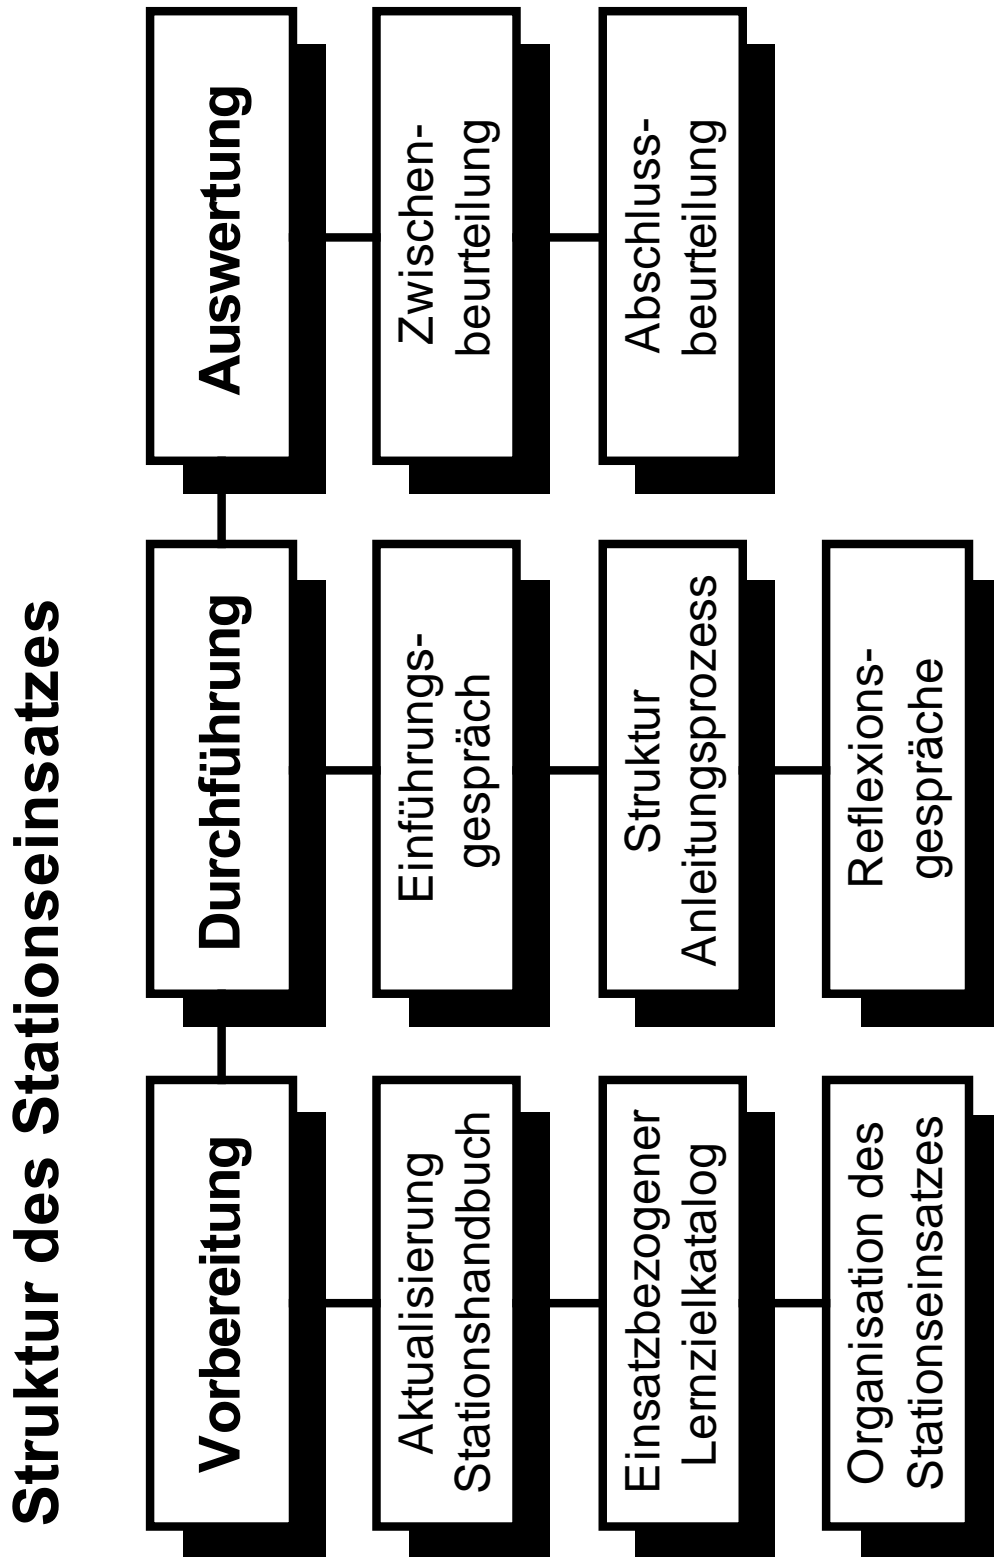 Struktur des Stationseinsatzes
Vorbereitung
Durchführung
Auswertung
Aktualisierung
Stationshandbuch
Einführungs-
gespräch
Zwischen-
beurteilung
Einsatzbezogener
Lernzielkatalog
Struktur
Anleitungsprozess
Abschluss-
beurteilung
Organisation des
Stationseinsatzes
Reflexions-
gespräche